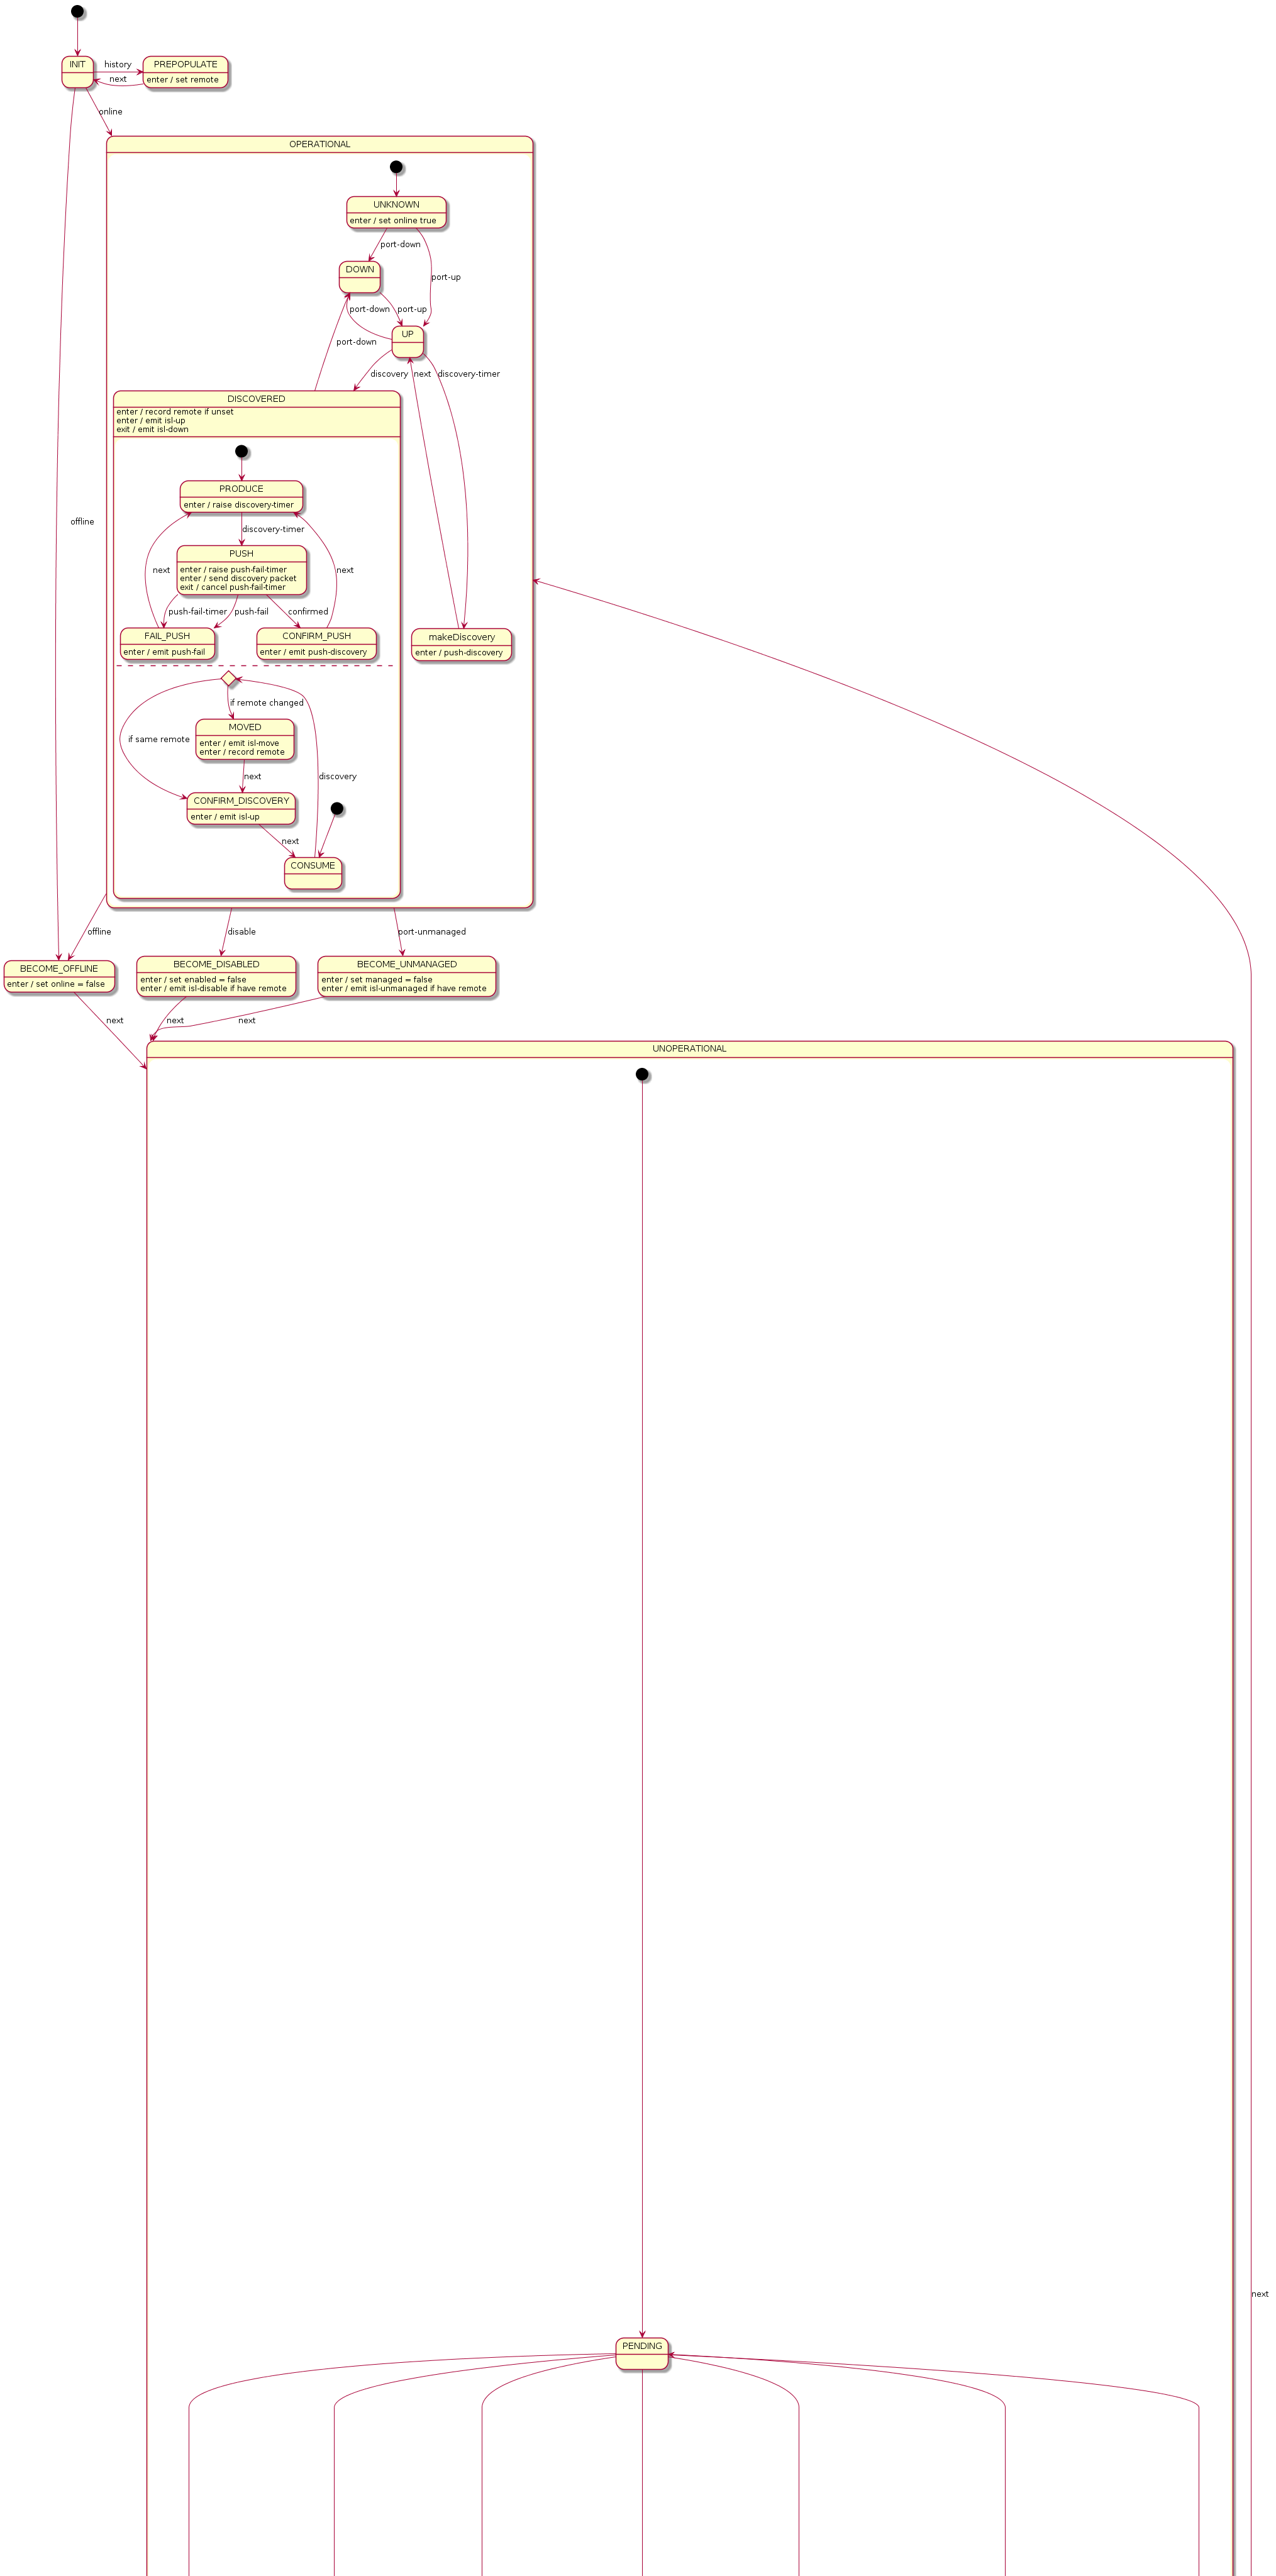 INIT
history
PREPOPULATE
enter / set remote
next
online
OPERATIONAL
UNKNOWN
enter / set online true
port-down
port-up
DOWN
port-down
port-up
UP
port-down
discovery
next
discovery-timer
DISCOVERED
enter / record remote if unset
enter / emit isl-up
exit / emit isl-down
PRODUCE
enter / raise discovery-timer
offline
discovery-timer
PUSH
enter / raise push-fail-timer
enter / send discovery packet
exit / cancel push-fail-timer
next
next
push-fail-timer
push-fail
confirmed
FAIL_PUSH
enter / emit push-fail
CONFIRM_PUSH
enter / emit push-discovery
makeDiscovery
enter / push-discovery
if remote changed
MOVED
enter / emit isl-move
enter / record remote
if same remote
next
discovery
CONFIRM_DISCOVERY
enter / emit isl-up
next
CONSUME
offline
disable
port-unmanaged
BECOME_OFFLINE
enter / set online = false
BECOME_DISABLED
enter / set enabled = false
enter / emit isl-disable if have remote
BECOME_UNMANAGED
enter / set managed = false
enter / emit isl-unmanaged if have remote
next
next
next
UNOPERATIONAL
next
PENDING